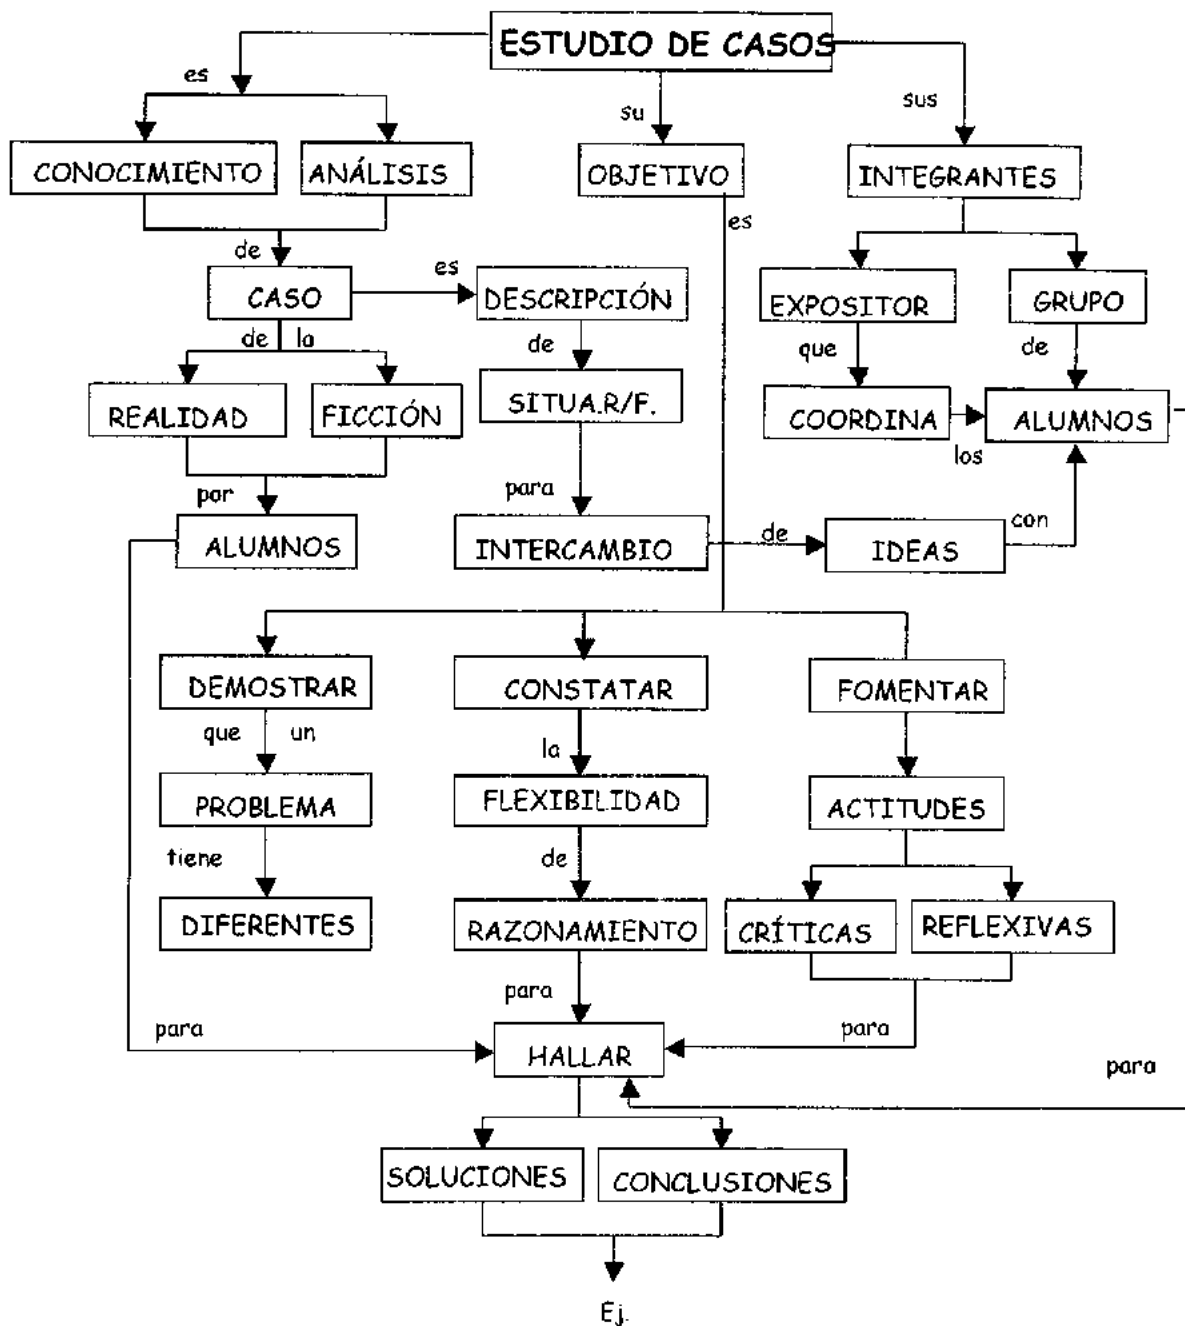 ESTUDIO DE CASOS
es
su
sus
CONOCIMIENTO
ANÁLISIS
OBJETIVO
INTEGRANTES
de
es
es
CASO
DESCRIPCIÓN
EXPOSITOR
GRUPO
de la
de
que
de
REALIDAD
FICCIÓN
SITUA.R/F.
COORDINA
ALUMNOS
los
por
para
ALUMNOS
INTERCAMBIO
de
IDEAS
con
DEMOSTRAR
CONSTATAR
FOMENTAR
que un
la
PROBLEMA
FLEXIBILIDAD
ACTITUDES
tiene
de
DIFERENTES
RAZONAMIENTO
CRÍTICAS
REFLEXIVAS
para
para
para
HALLAR
para
SOLUCIONES
CONCLUSIONES
Ej.